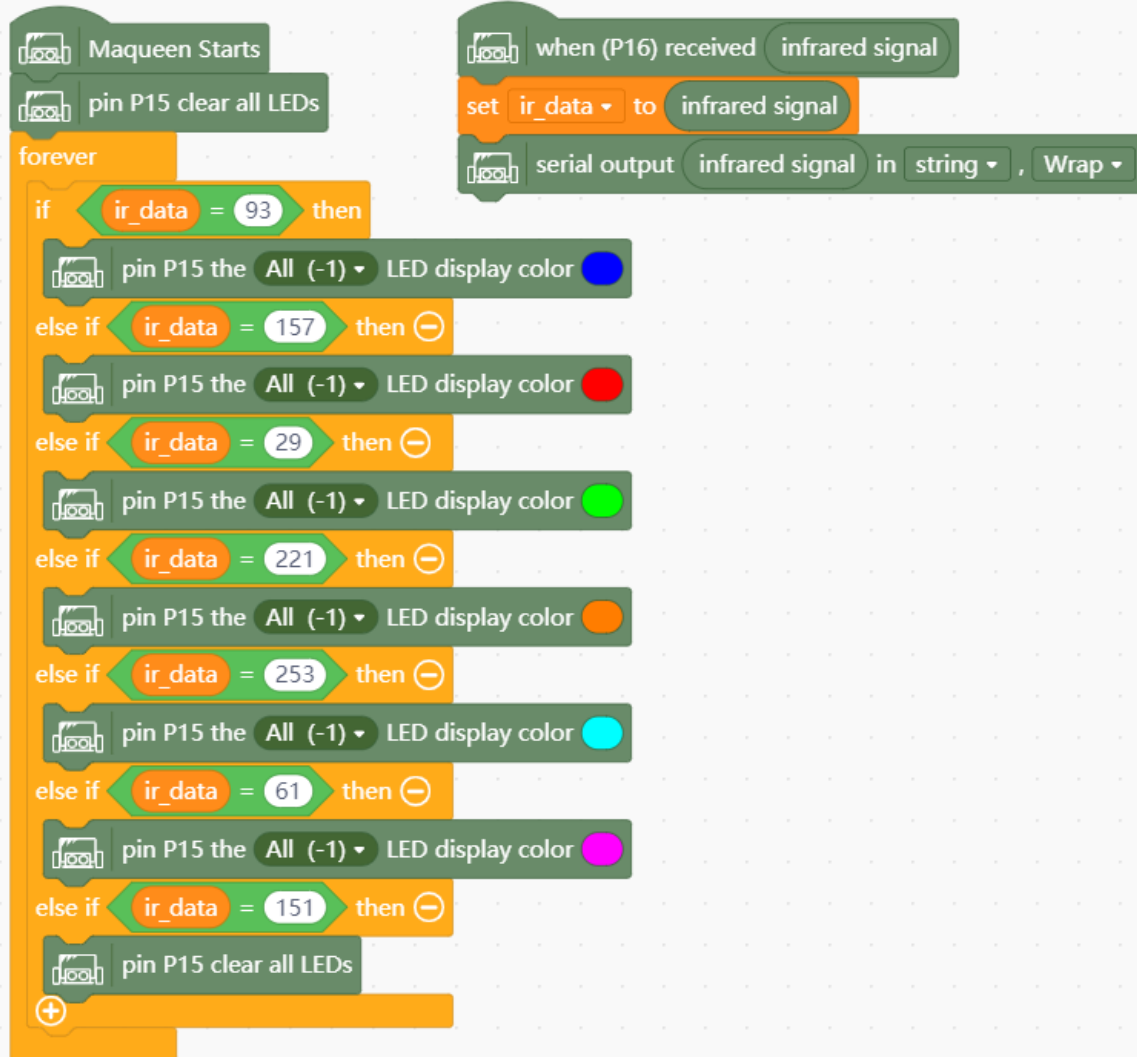 Maqueen Starts
pin P15 clear all LEDs
forever
if ir_data = 93 then
pin P15 the All (-1) LED display color
else if ir_data = 157 then
pin P15 the All (-1) LED display color
else if ir_data = 29 then
pin P15 the All (-1) LED display color
else if ir_data = 221 then
pin P15 the All (-1) LED display color
else if ir_data = 253 then
pin P15 the All (-1) LED display color
else if ir_data = 61 then
pin P15 the All (-1) LED display color
else if ir_data = 151 then
pin P15 clear all LEDs
when (P16) received infrared signal
set ir_data to infrared signal
serial output infrared signal in string , Wrap